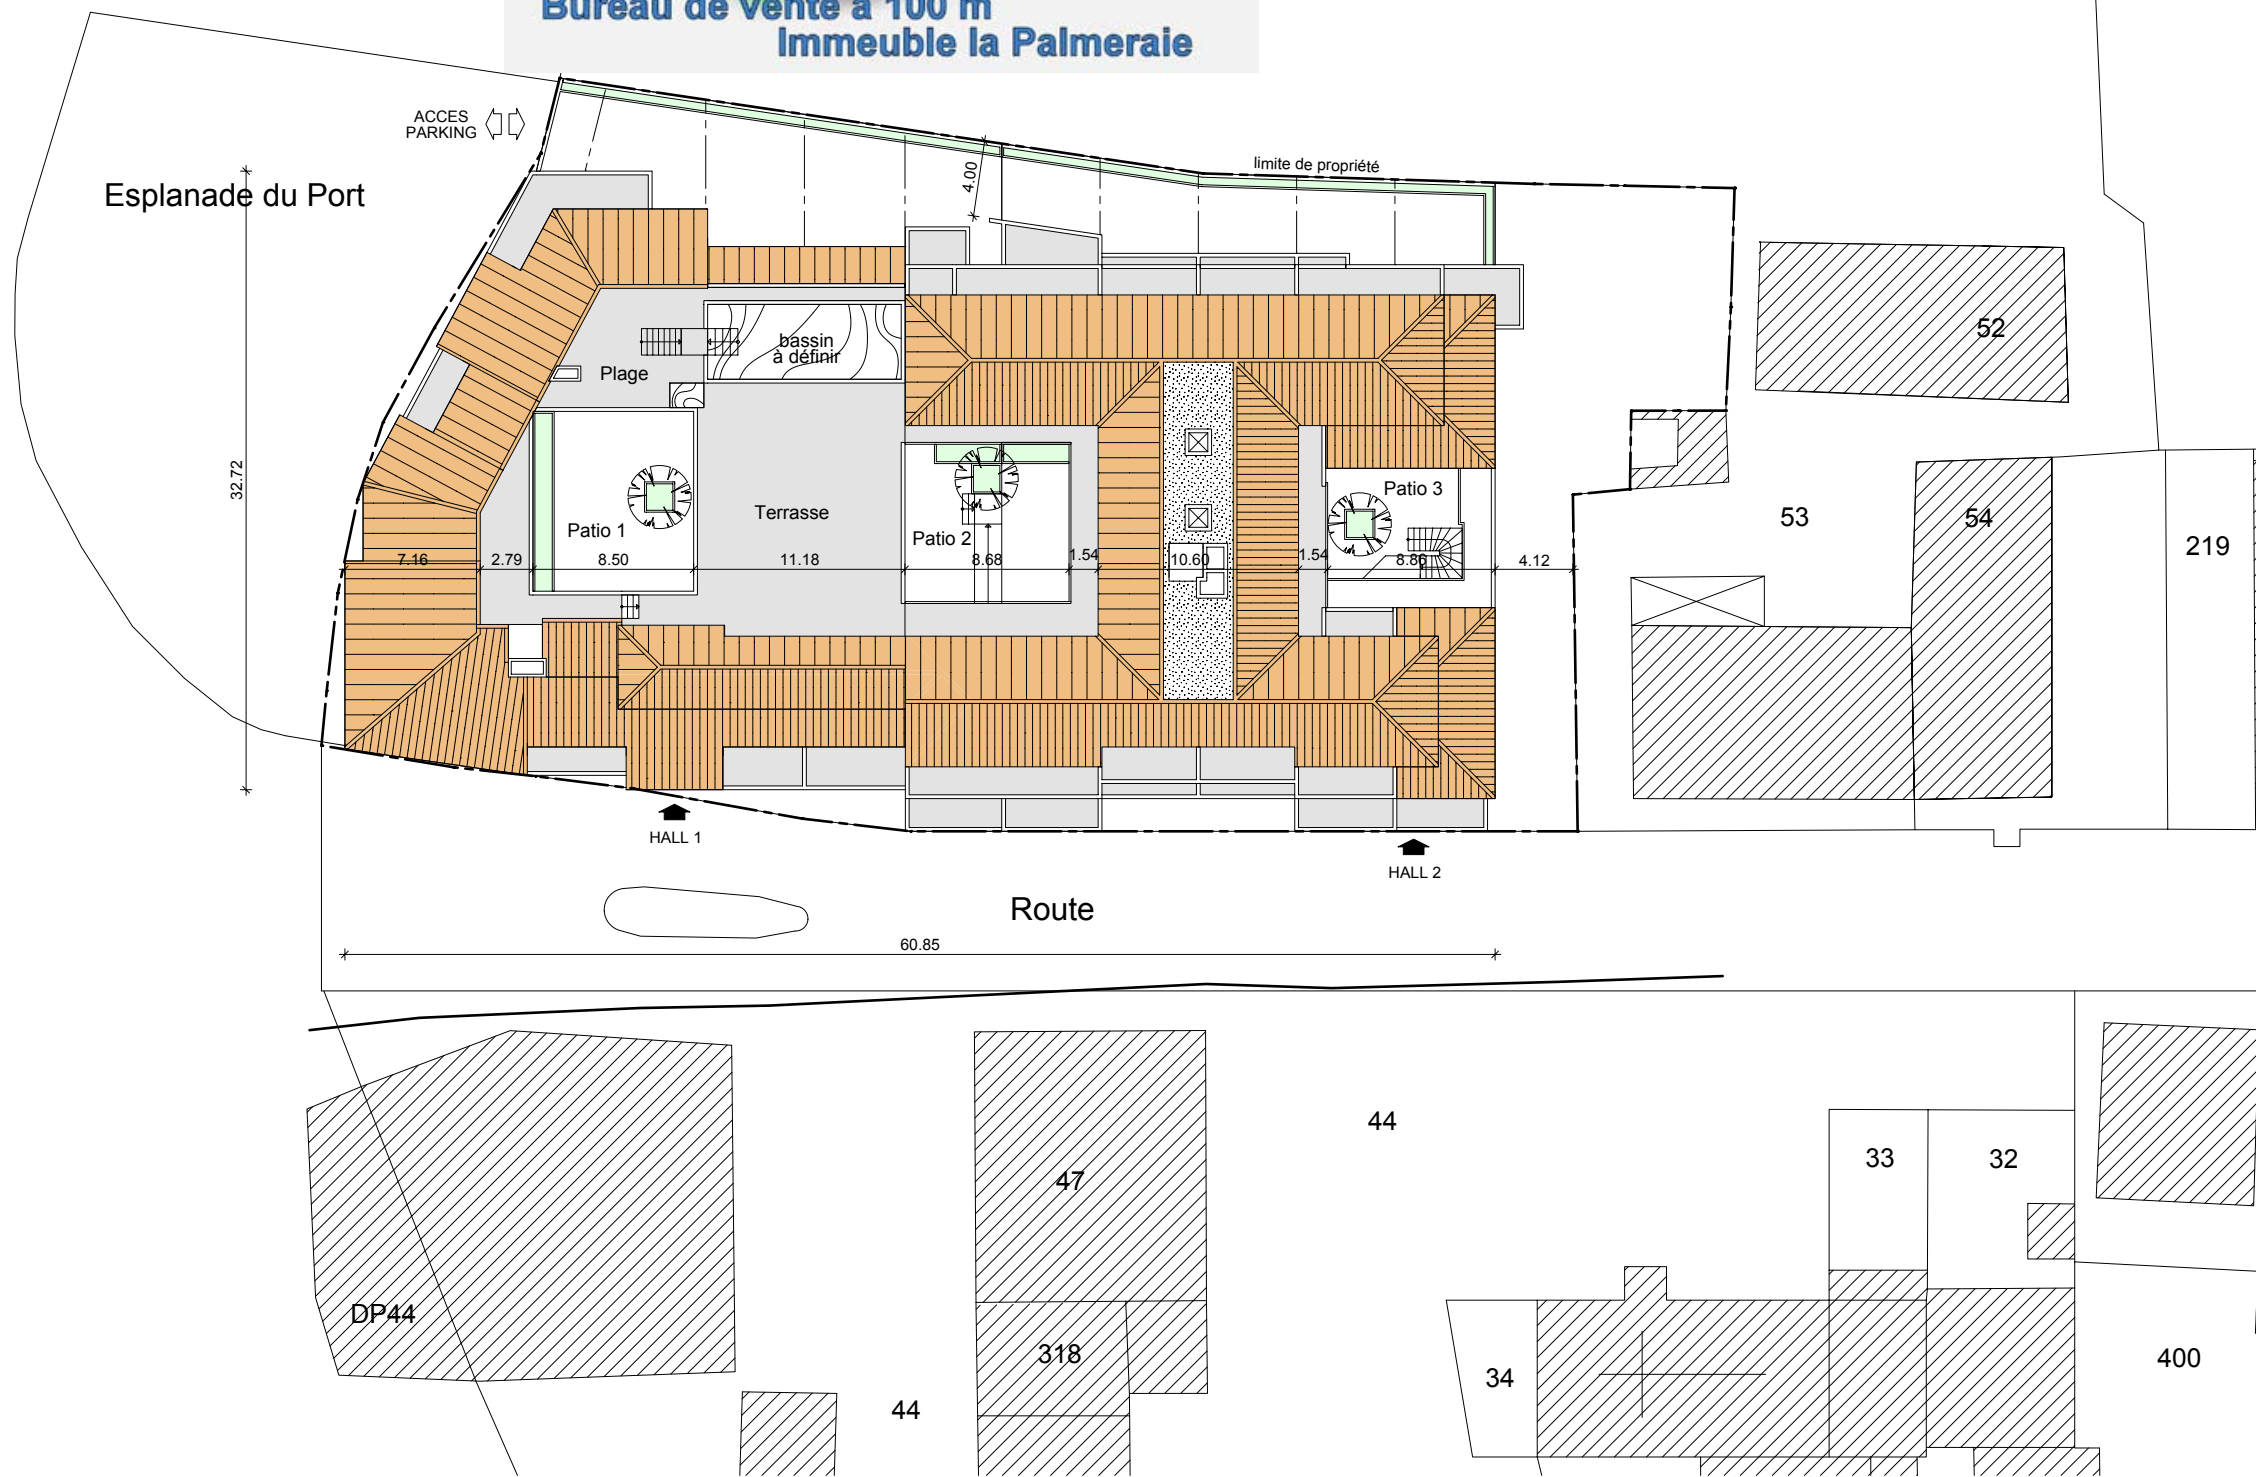 Bureau de vente à 100 m
Immeuble la Palmeraie
ACCES
PARKING
limite de propriété
4.00
Esplanade du Port
52
bassin
à définir
Plage
32.72
Patio 3
Terrasse
53
54
Patio 1
Patio 2
219
7.16
2.79
8.50
11.18
8.68
1.54
10.60
1.54
8.86
4.12
HALL 1
HALL 2
Route
60.85
44
33
32
47
DP44
318
400
34
44